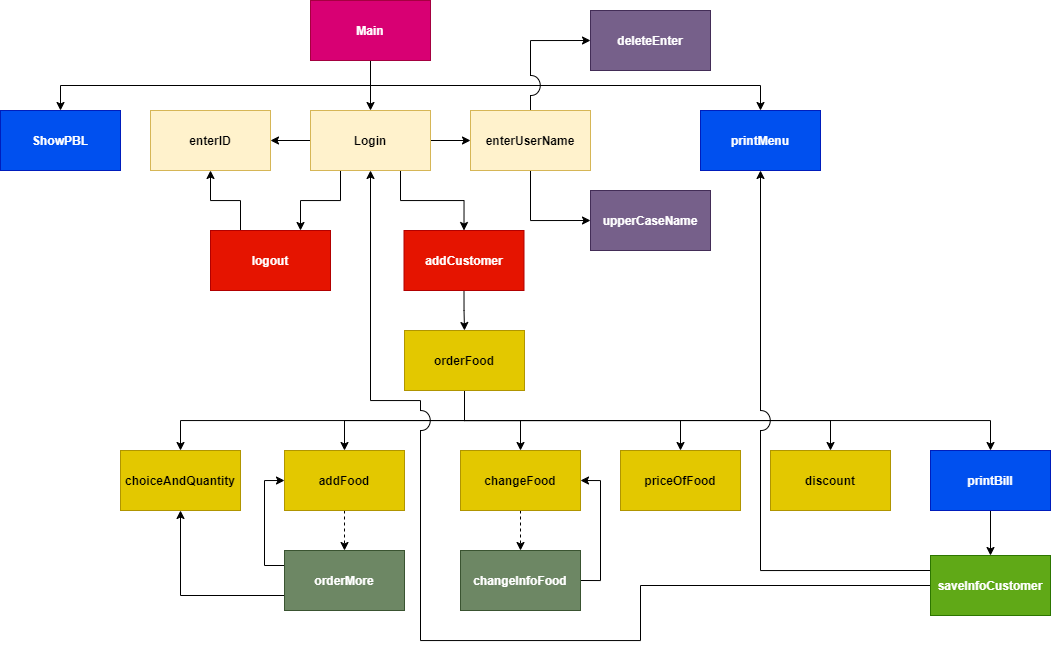 Main
deleteEnter
ShowPBL
enterID
Login
enterUserName
printMenu
upperCaseName
logout
addCustomer
orderFood
choiceAndQuantity
addFood
changeFood
priceOfFood
discount
printBill
orderMore
changeInfoFood
saveInfoCustomer